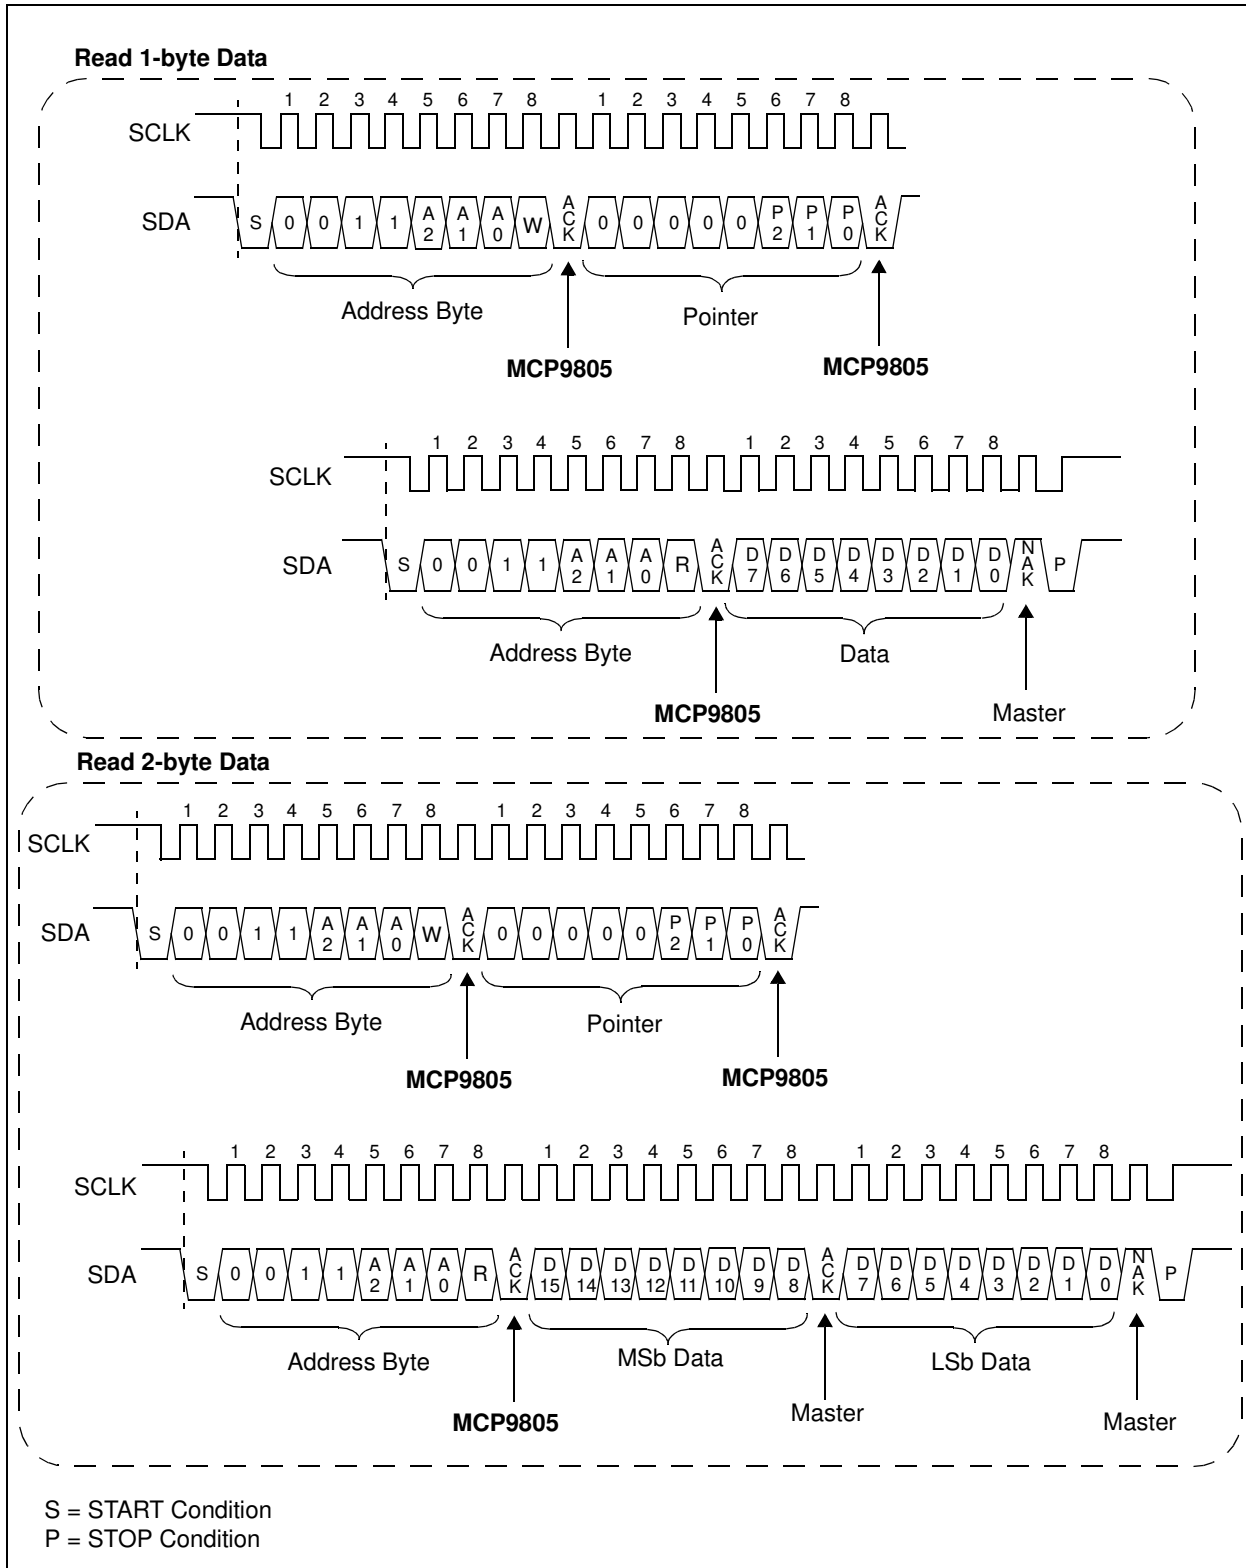 Read 1-byte Data
1 2 3 4 5 6 7 8 1 2 3 4 5 6 7 8
SCLK
SDA S 0 0 1 1 A2 A1 A0 W ACK 0 0 0 0 0 P2 P1 P0 ACK
Address Byte Pointer
MCP9805 MCP9805
1 2 3 4 5 6 7 8 1 2 3 4 5 6 7 8
SCLK
SDA S 0 0 1 1 A2 A1 A0 R ACK D7 D6 D5 D4 D3 D2 D1 D0 NAK P
Address Byte Data
MCP9805 Master
Read 2-byte Data
1 2 3 4 5 6 7 8 1 2 3 4 5 6 7 8
SCLK
SDA S 0 0 1 1 A2 A1 A0 W ACK 0 0 0 0 0 P2 P1 P0 ACK
Address Byte Pointer
MCP9805 MCP9805
1 2 3 4 5 6 7 8 1 2 3 4 5 6 7 8 1 2 3 4 5 6 7 8
SCLK
SDA S 0 0 1 1 A2 A1 A0 R ACK D15 D14 D13 D12 D11 D10 D9 D8 ACK D7 D6 D5 D4 D3 D2 D1 D0 NAK P
Address Byte MSb Data LSb Data
MCP9805 Master Master
S = START Condition
P = STOP Condition